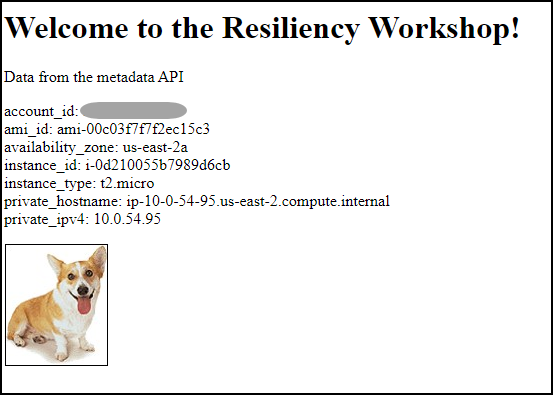 Welcome to the Resiliency Workshop!
Data from the metadata API
account_id:
ami_id: ami-00c03f7f7f2ec15c3
availability_zone: us-east-2a
instance_id: i-0d210055b7989d6cb
instance_type: t2.micro
private_hostname: ip-10-0-54-95.us-east-2.compute.internal
private_ipv4: 10.0.54.95